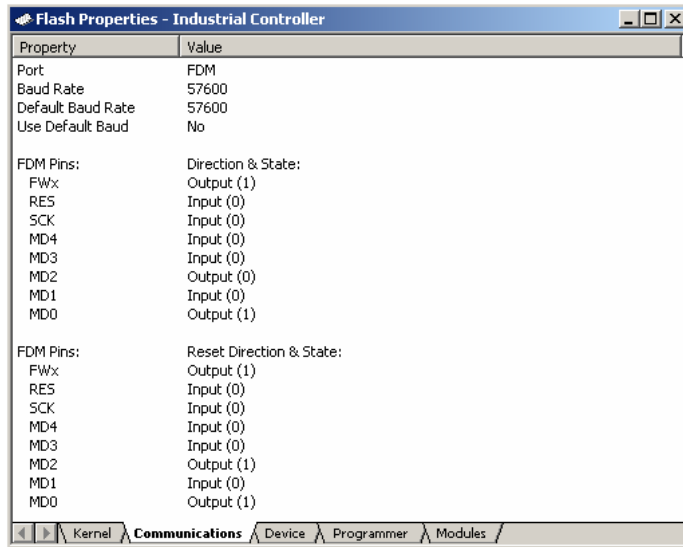 Flash Properties - Industrial Controller
Property Value
Port FDM
Baud Rate 57600
Default Baud Rate 57600
Use Default Baud No
FDM Pins: Direction & State:
FWx Output (1)
RES Input (0)
SCK Input (0)
MD4 Input (0)
MD3 Input (0)
MD2 Output (0)
MD1 Input (0)
MD0 Output (1)
FDM Pins: Reset Direction & State:
FWx Output (1)
RES Input (0)
SCK Input (0)
MD4 Input (0)
MD3 Input (0)
MD2 Output (1)
MD1 Input (0)
MD0 Output (1)
Kernel Communications Device Programmer Modules